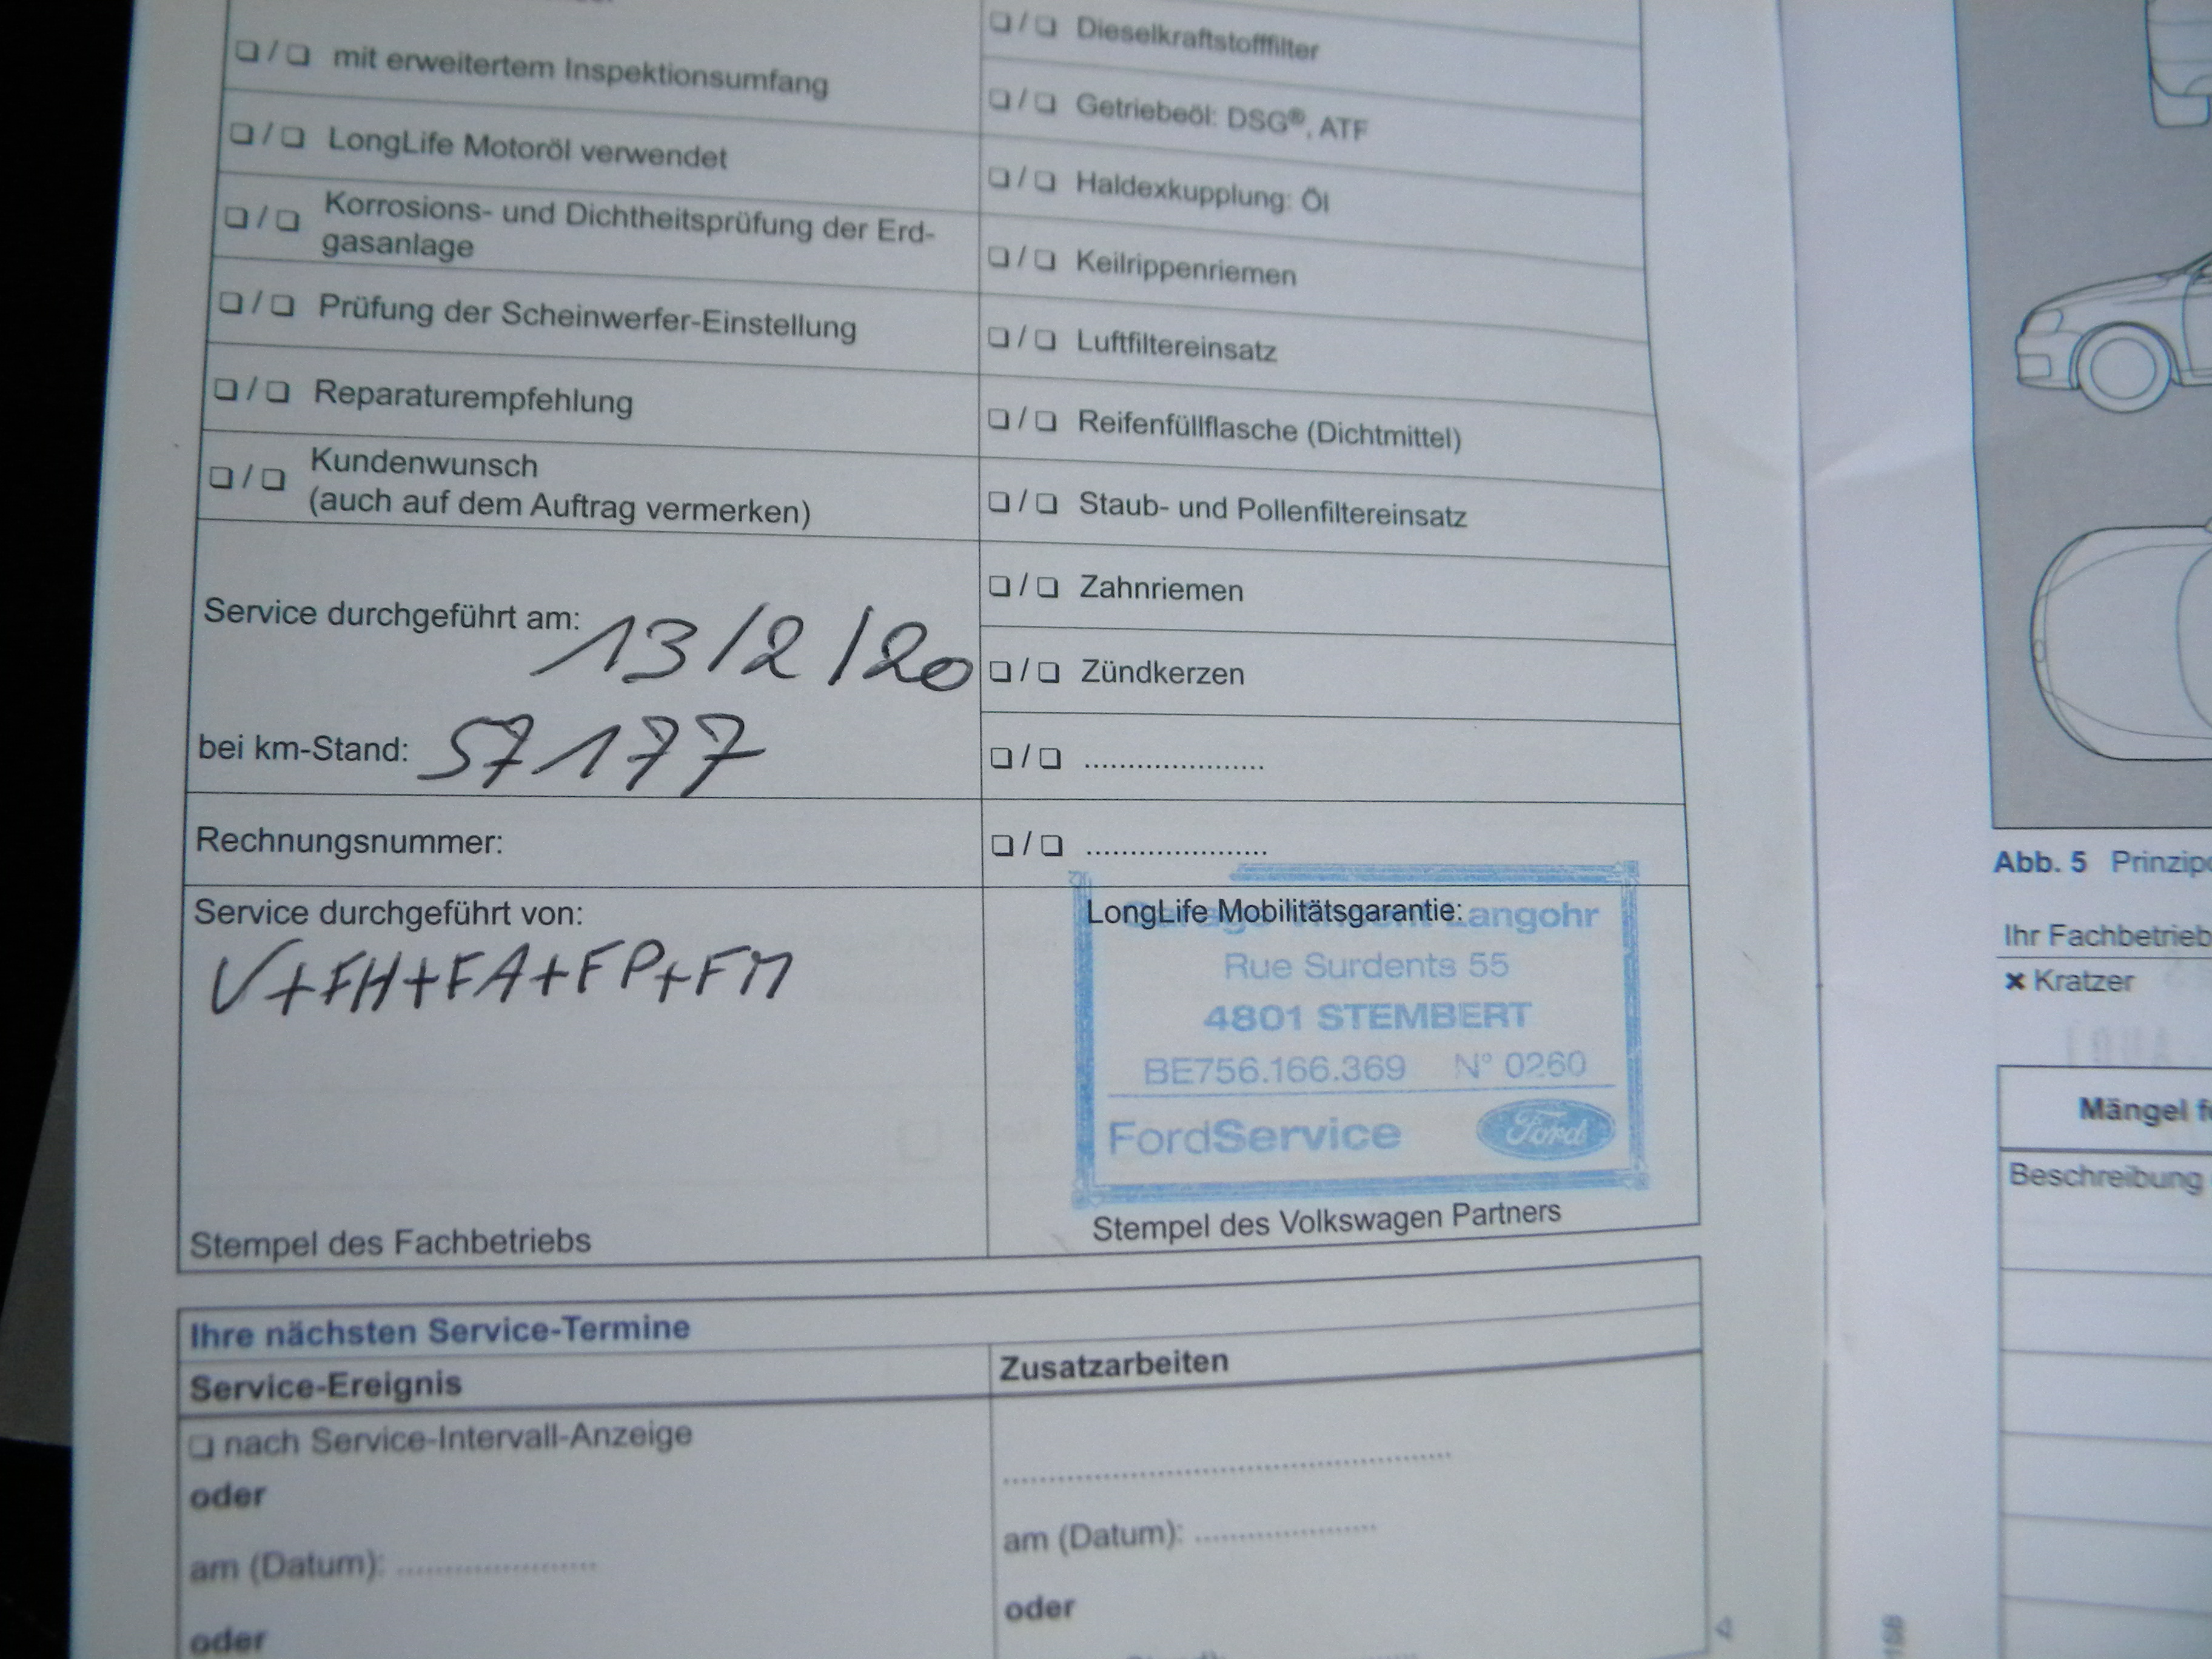 ❏ / ❏ mit erweitertem Inspektionsumfang
❏ / ❏ LongLife Motoröl verwendet
❏ / ❏ Korrosions- und Dichtheitsprüfung der Erd-
gasanlage
❏ / ❏ Prüfung der Scheinwerfer-Einstellung
❏ / ❏ Reparaturempfehlung
❏ / ❏ Kundenwunsch
(auch auf dem Auftrag vermerken)
Service durchgeführt am: 13/2/20
bei km-Stand: 57177
Rechnungsnummer:
Service durchgeführt von:
V+FH+FA+FP+FM
Stempel des Fachbetriebs
❏ / ❏ Dieselkraftstofffilter
❏ / ❏ Getriebeöl: DSG®, ATF
❏ / ❏ Haldexkupplung: Öl
❏ / ❏ Keilrippenriemen
❏ / ❏ Luftfiltereinsatz
❏ / ❏ Reifenfüllflasche (Dichtmittel)
❏ / ❏ Staub- und Pollenfiltereinsatz
❏ / ❏ Zahnriemen
❏ / ❏ Zündkerzen
❏ / ❏ .....................
❏ / ❏ .....................
LongLife Mobilitätsgarantie:
Garage Vincent Langohr
Rue Surdents 55
4801 STEMBERT
BE756.166.369 N° 0260
FordService Ford
Stempel des Volkswagen Partners
Ihre nächsten Service-Termine
Service-Ereignis
❏ nach Service-Intervall-Anzeige
oder
am (Datum): .......................
oder
Zusatzarbeiten
....................................................
am (Datum): .....................
oder
Abb. 5
Ihr Fachbetrieb
✖ Kratzer
Mängel
Beschreibung